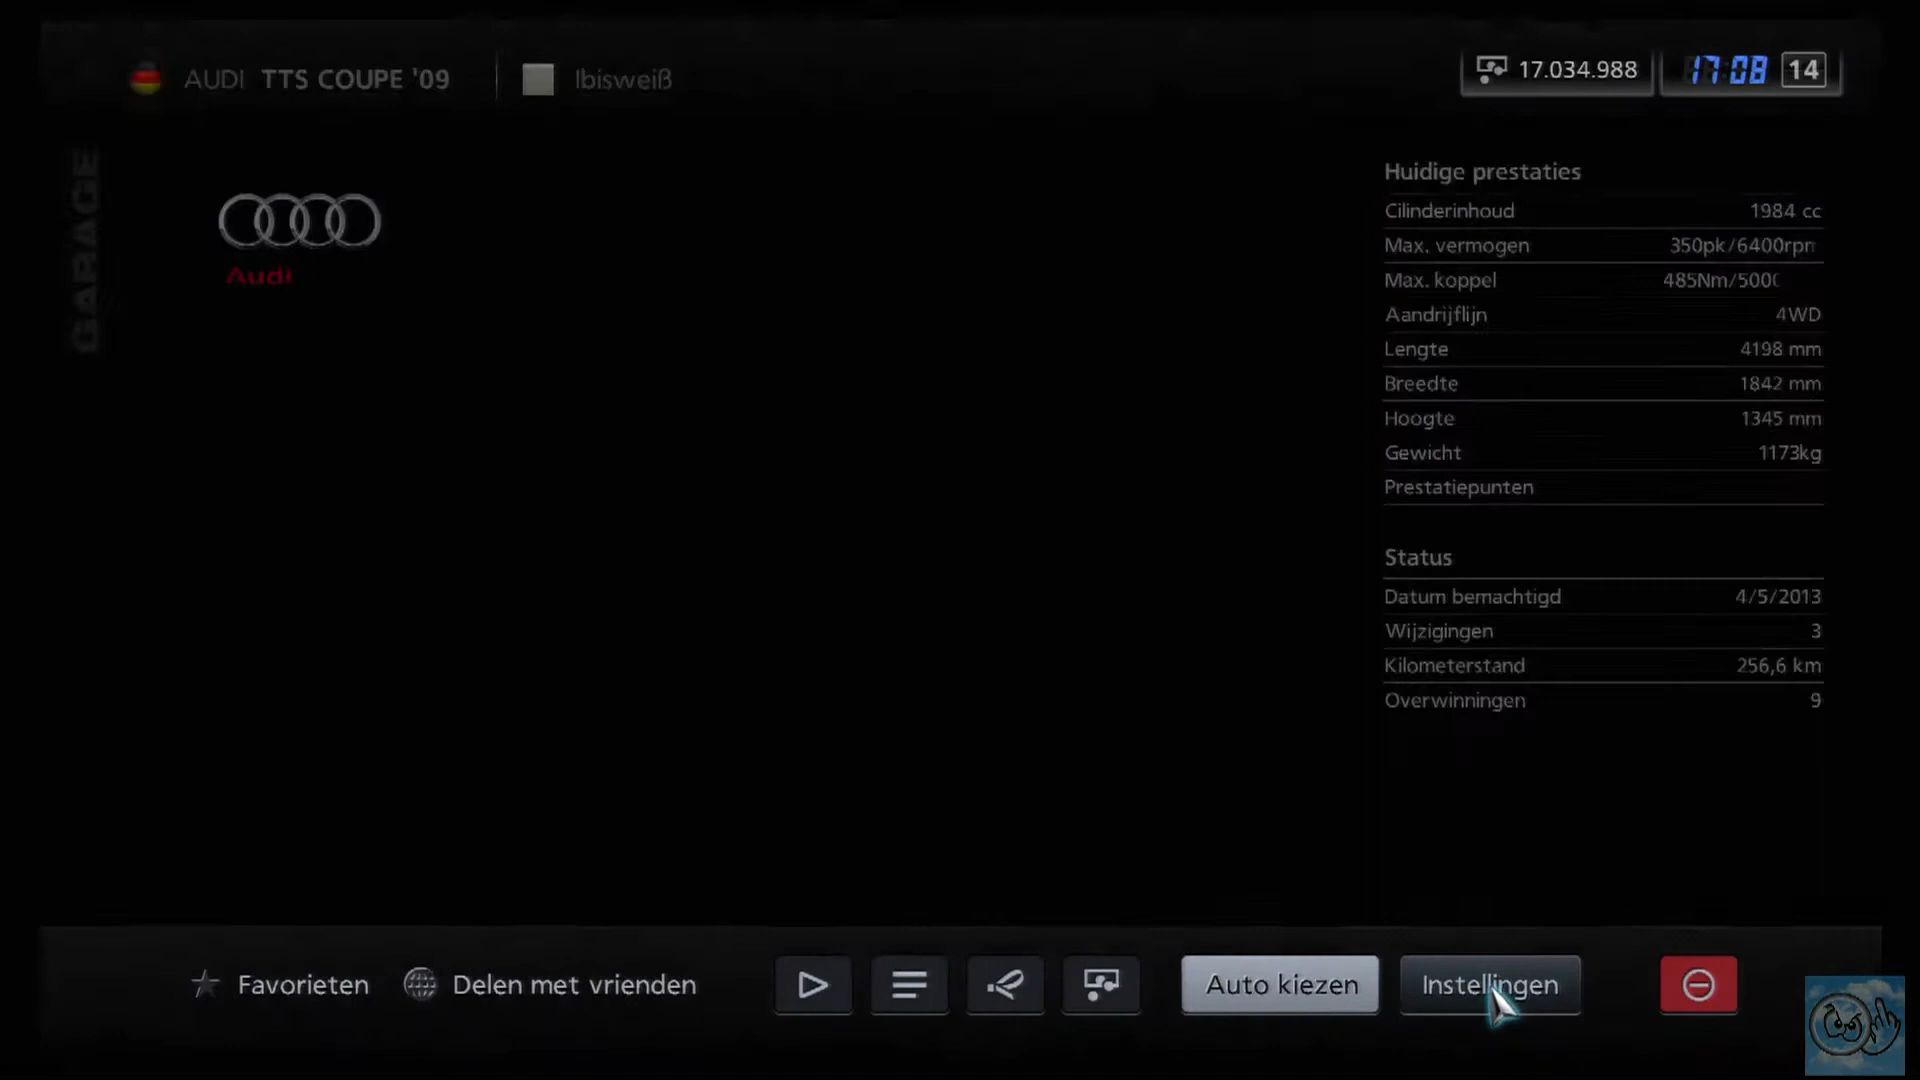 AUDI TTS COUPE '09
Ibisweiß
17.034.988
17:08
14
GARAGE
Audi
Huidige prestaties
Cilinderinhoud 1984 cc
Max. vermogen 350pk/6400rpm
Max. koppel 485Nm/5000
Aandrijflijn 4WD
Lengte 4198 mm
Breedte 1842 mm
Hoogte 1345 mm
Gewicht 1173kg
Prestatiepunten
Status
Datum bemachtigd 4/5/2013
Wijzigingen 3
Kilometerstand 256,6 km
Overwinningen 9
Favorieten
Delen met vrienden
Auto kiezen
Instellingen